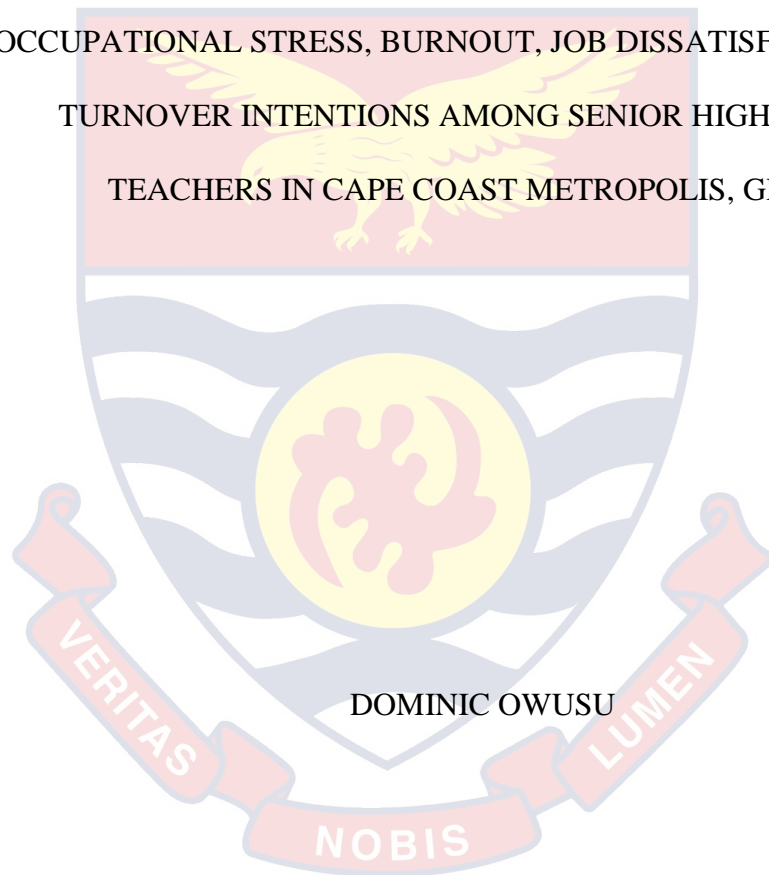 OCCUPATIONAL STRESS, BURNOUT, JOB DISSATISF
TURNOVER INTENTIONS AMONG SENIOR HIGH
TEACHERS IN CAPE COAST METROPOLIS,
DOMINIC OWUSU
VERITAS
NOBIS
LUMEN